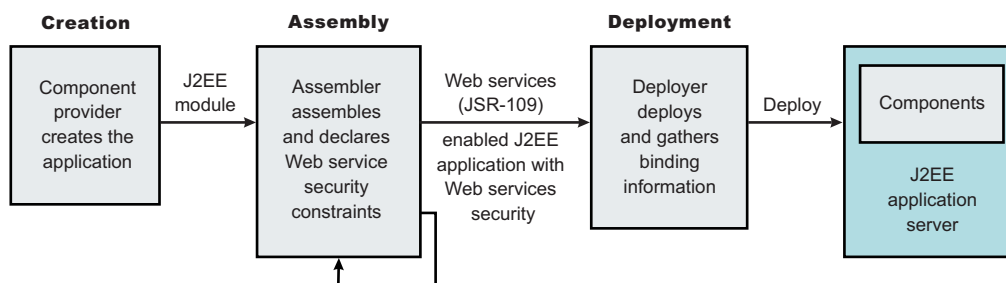 Creation
Assembly
Deployment
Component
provider
creates the
application
J2EE
module
Assembler
assembles
and declares
Web service
security
constraints
Web services
(JSR-109)
enabled J2EE
application with
Web services
security
Deployer
deploys
and gathers
binding
information
Deploy
Components
J2EE
application
server